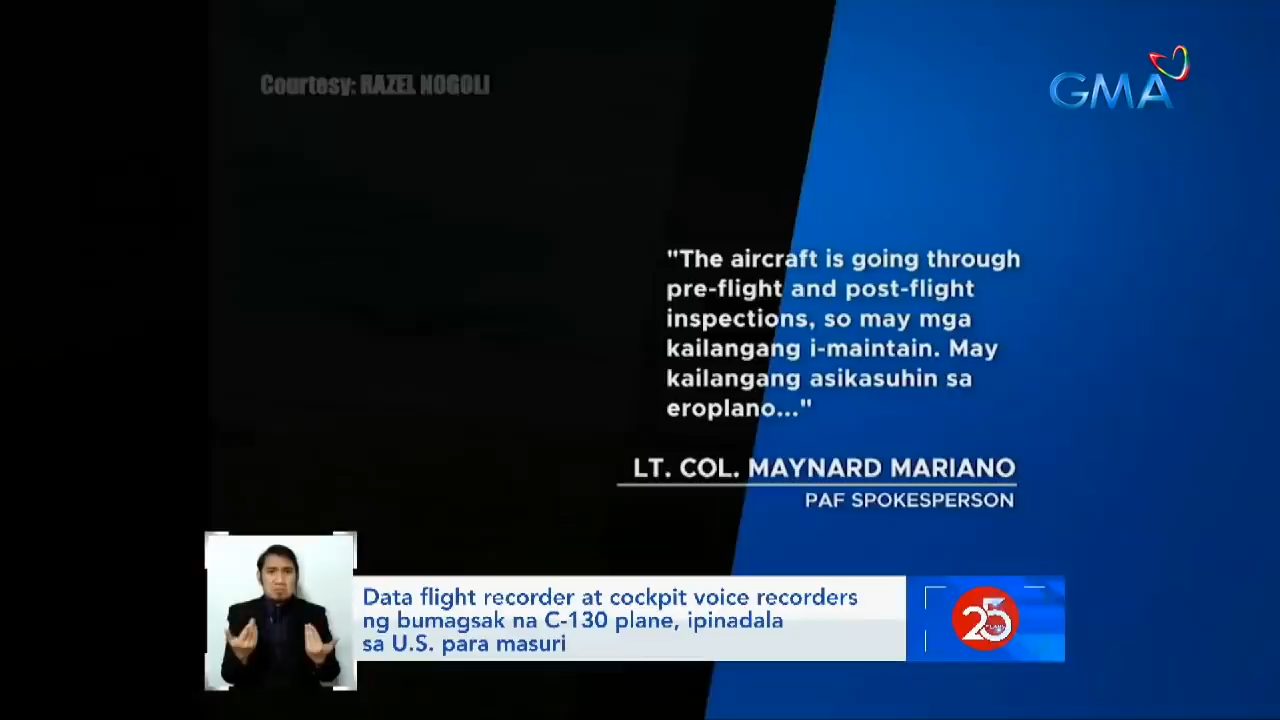 Courtesy: RAZEL NOGOLI
GMA
"The aircraft is going through
pre-flight and post-flight
inspections, so may mga
kailangang i-maintain. May
kailangang asikasuhin sa
eroplano..."
LT. COL. MAYNARD MARIANO
PAF SPOKESPERSON
Data flight recorder at cockpit voice recorders
ng bumagsak na C-130 plane, ipinadala
sa U.S. para masuri
25